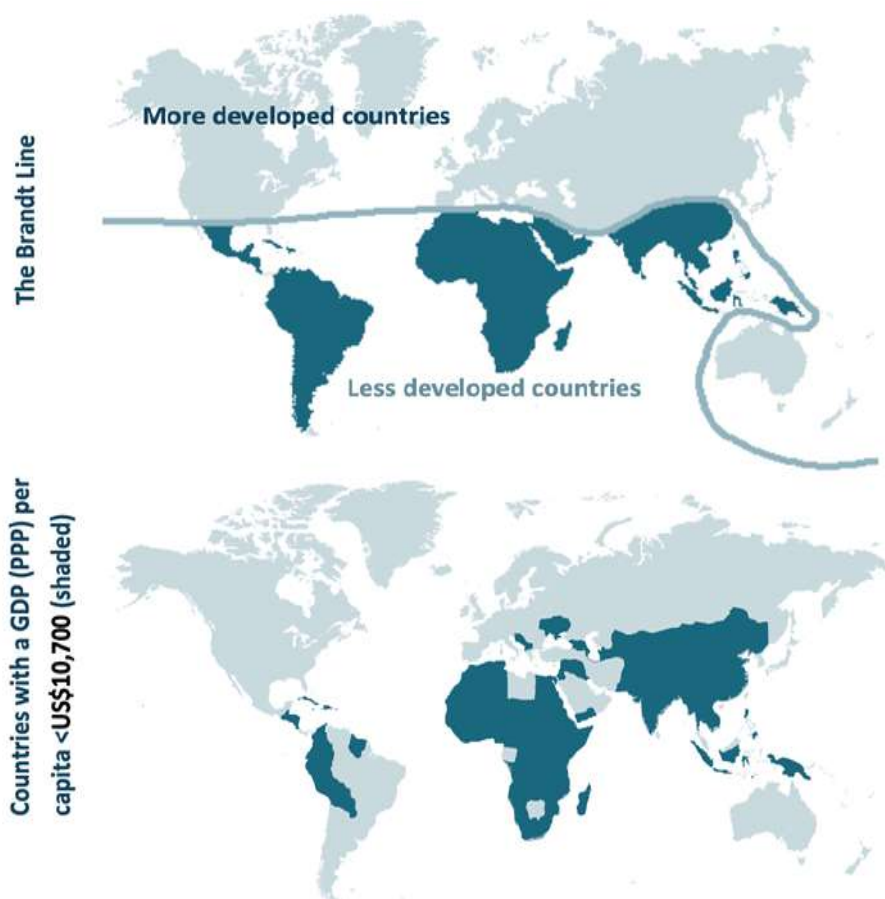 The Brandt Line
More developed countries
h
Less developed countries
Countries with a GDP (PPP) per
capita <US$10,700 (shaded)